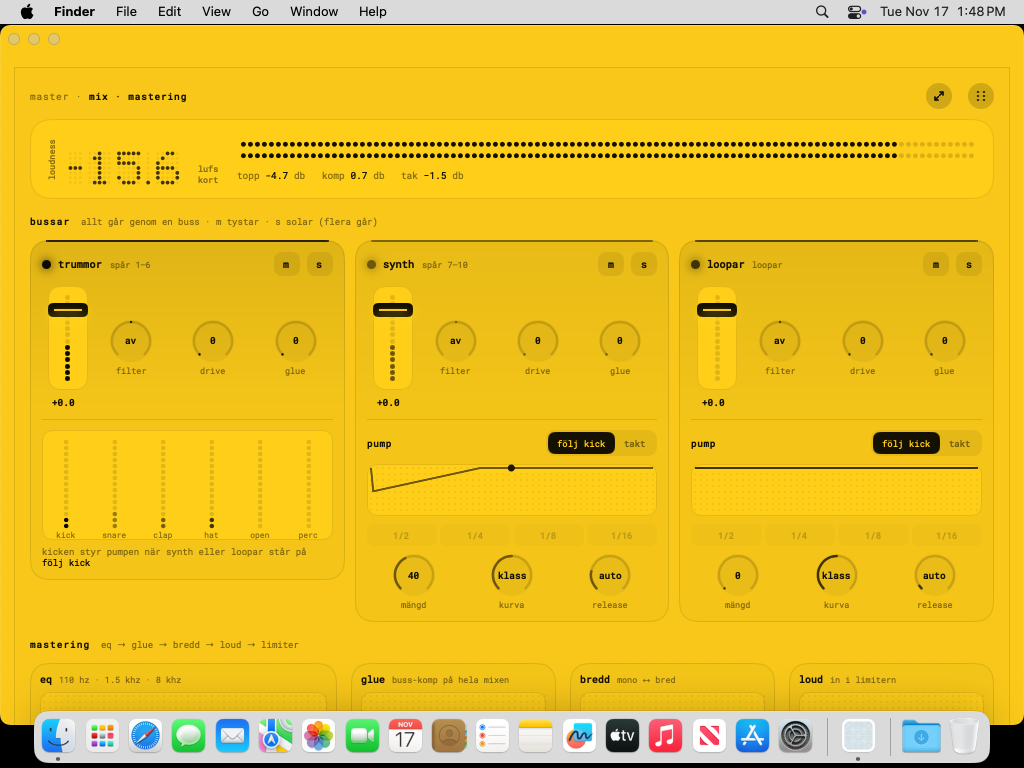 Finder File Edit View Go Window Help Tue Nov 17 1:48 PM
master · mix · mastering
loudness
-15.6
lufs
kort
topp -4.7 db komp 0.7 db tak -1.5 db
bussar allt går genom en buss · m tystar · s solar (flera går)
trummor spår 1-6 m s
av 0 0
filter drive glue
+0.0
kick snare clap hat open perc
kicken styr pumpen när synth eller loopar står på
följ kick
synth spår 7-10 m s
av 0 0
filter drive glue
+0.0
pump följ kick takt
1/2 1/4 1/8 1/16
40 klass auto
mängd kurva release
loopar loopar m s
av 0 0
filter drive glue
+0.0
pump följ kick takt
1/2 1/4 1/8 1/16
0 klass auto
mängd kurva release
mastering eq → glue → bredd → loud → limiter
eq 110 hz · 1.5 khz · 8 khz
glue buss-komp på hela mixen
bredd mono ↔ bred
loud in i limitern
NOV
17
tv